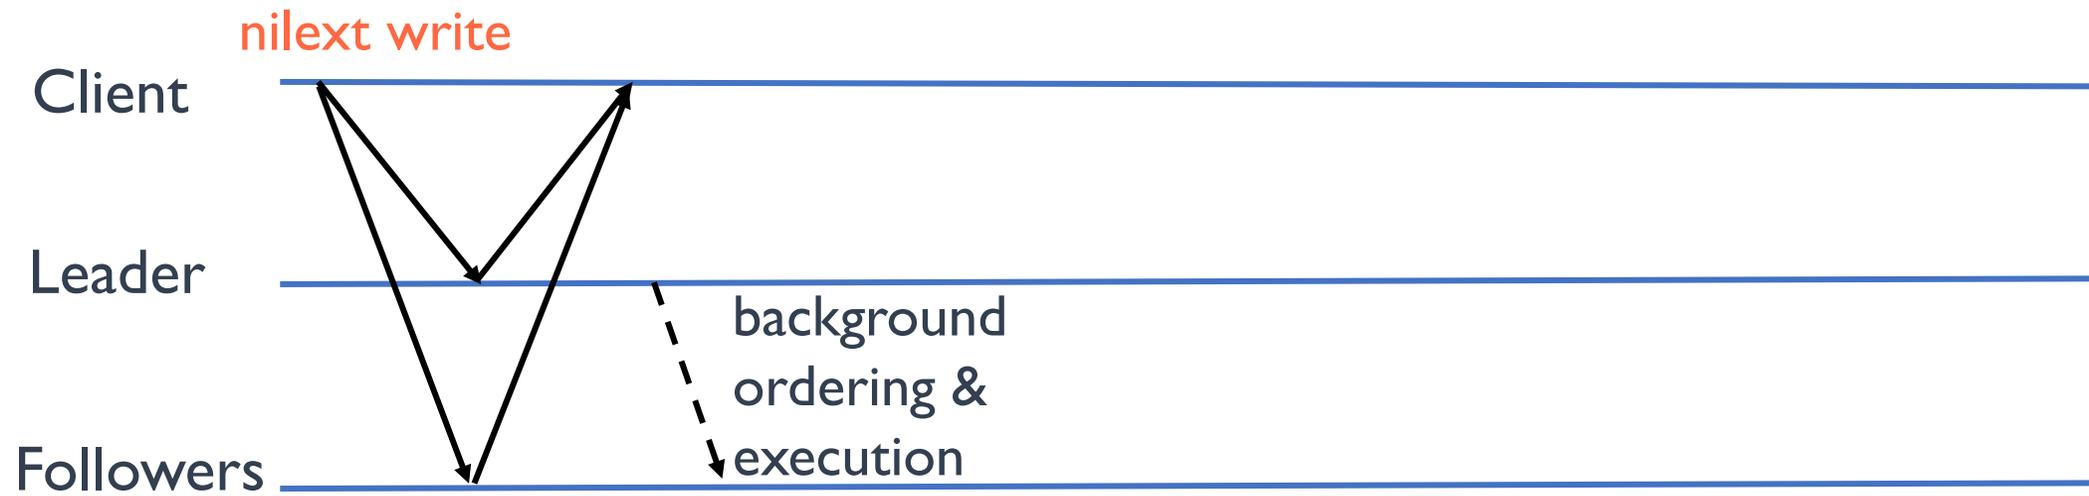 nilext write
Client
Leader
background
ordering &
execution
Followers